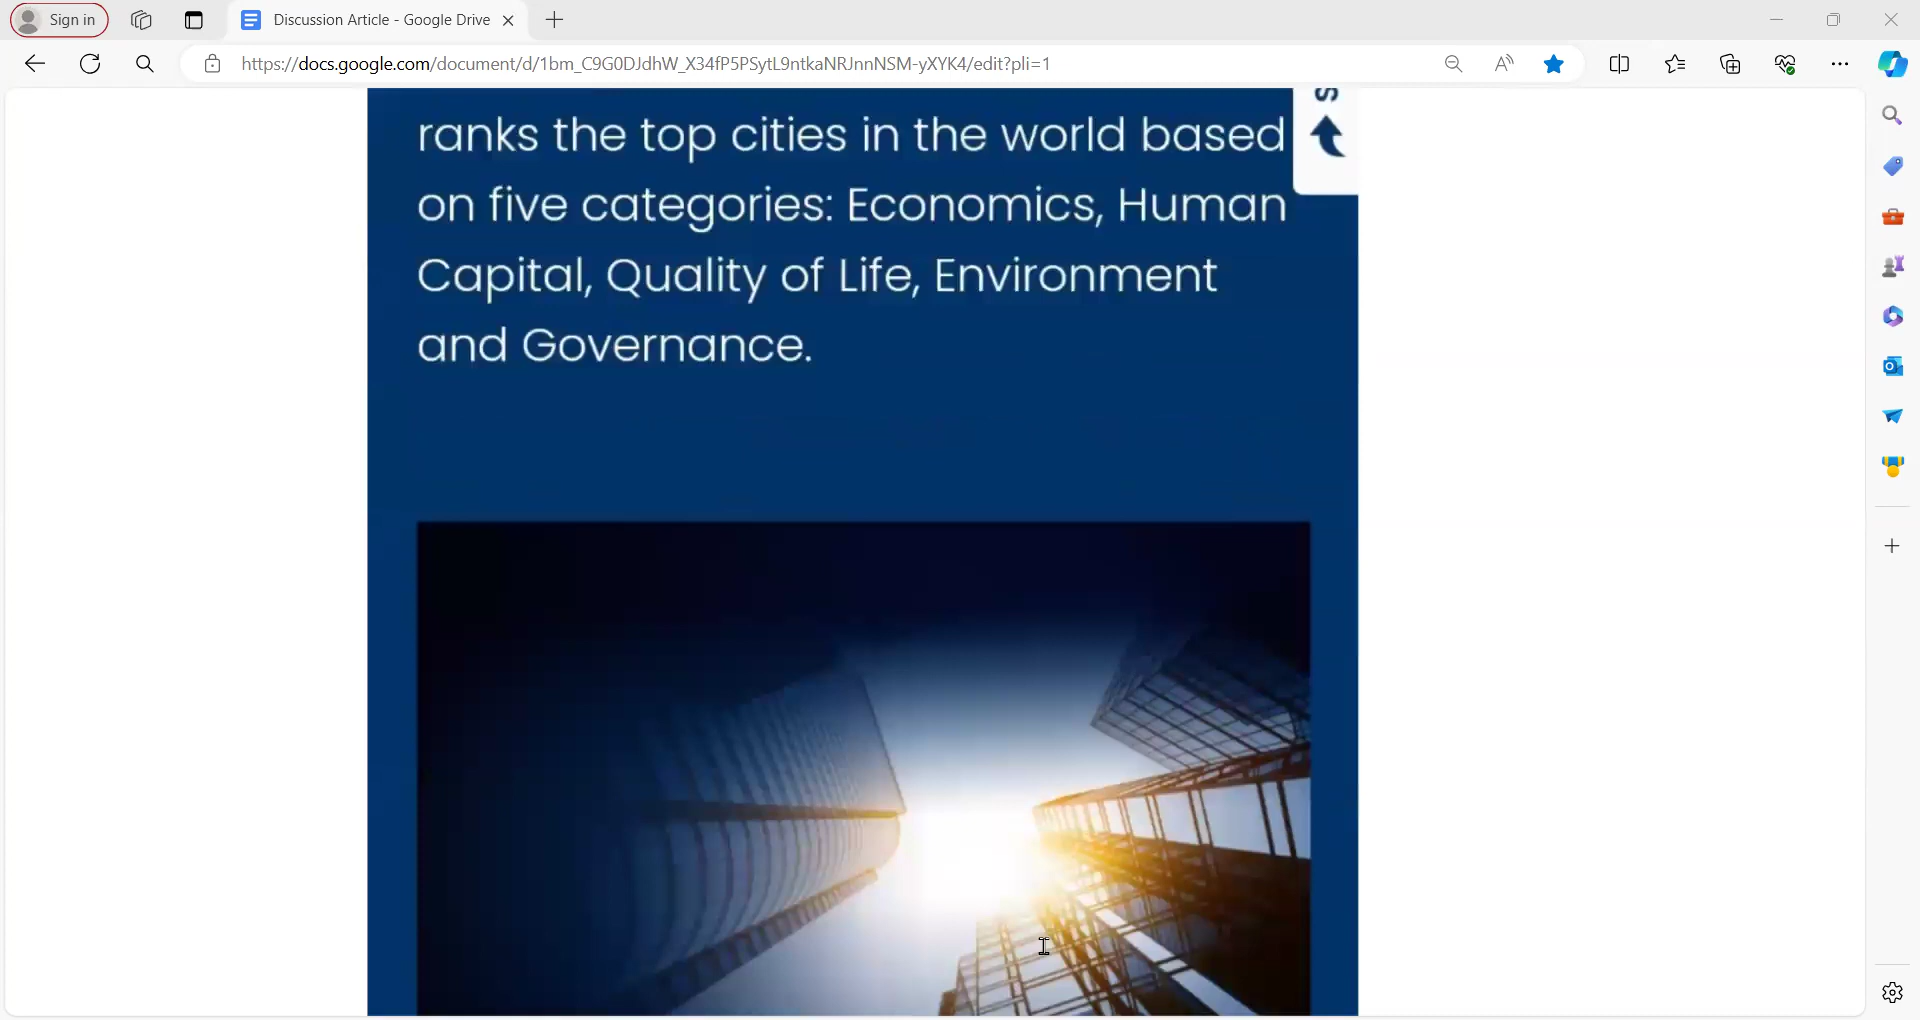 Sign in
Discussion Article - Google Drive
https://docs.google.com/document/d/1bm_C9G0DJdhW_X34fP5PSytL9ntkaNRJnnNSM-yXYK4/edit?pli=1
ranks the top cities in the world based
on five categories: Economics, Human
Capital, Quality of Life, Environment
and Governance.